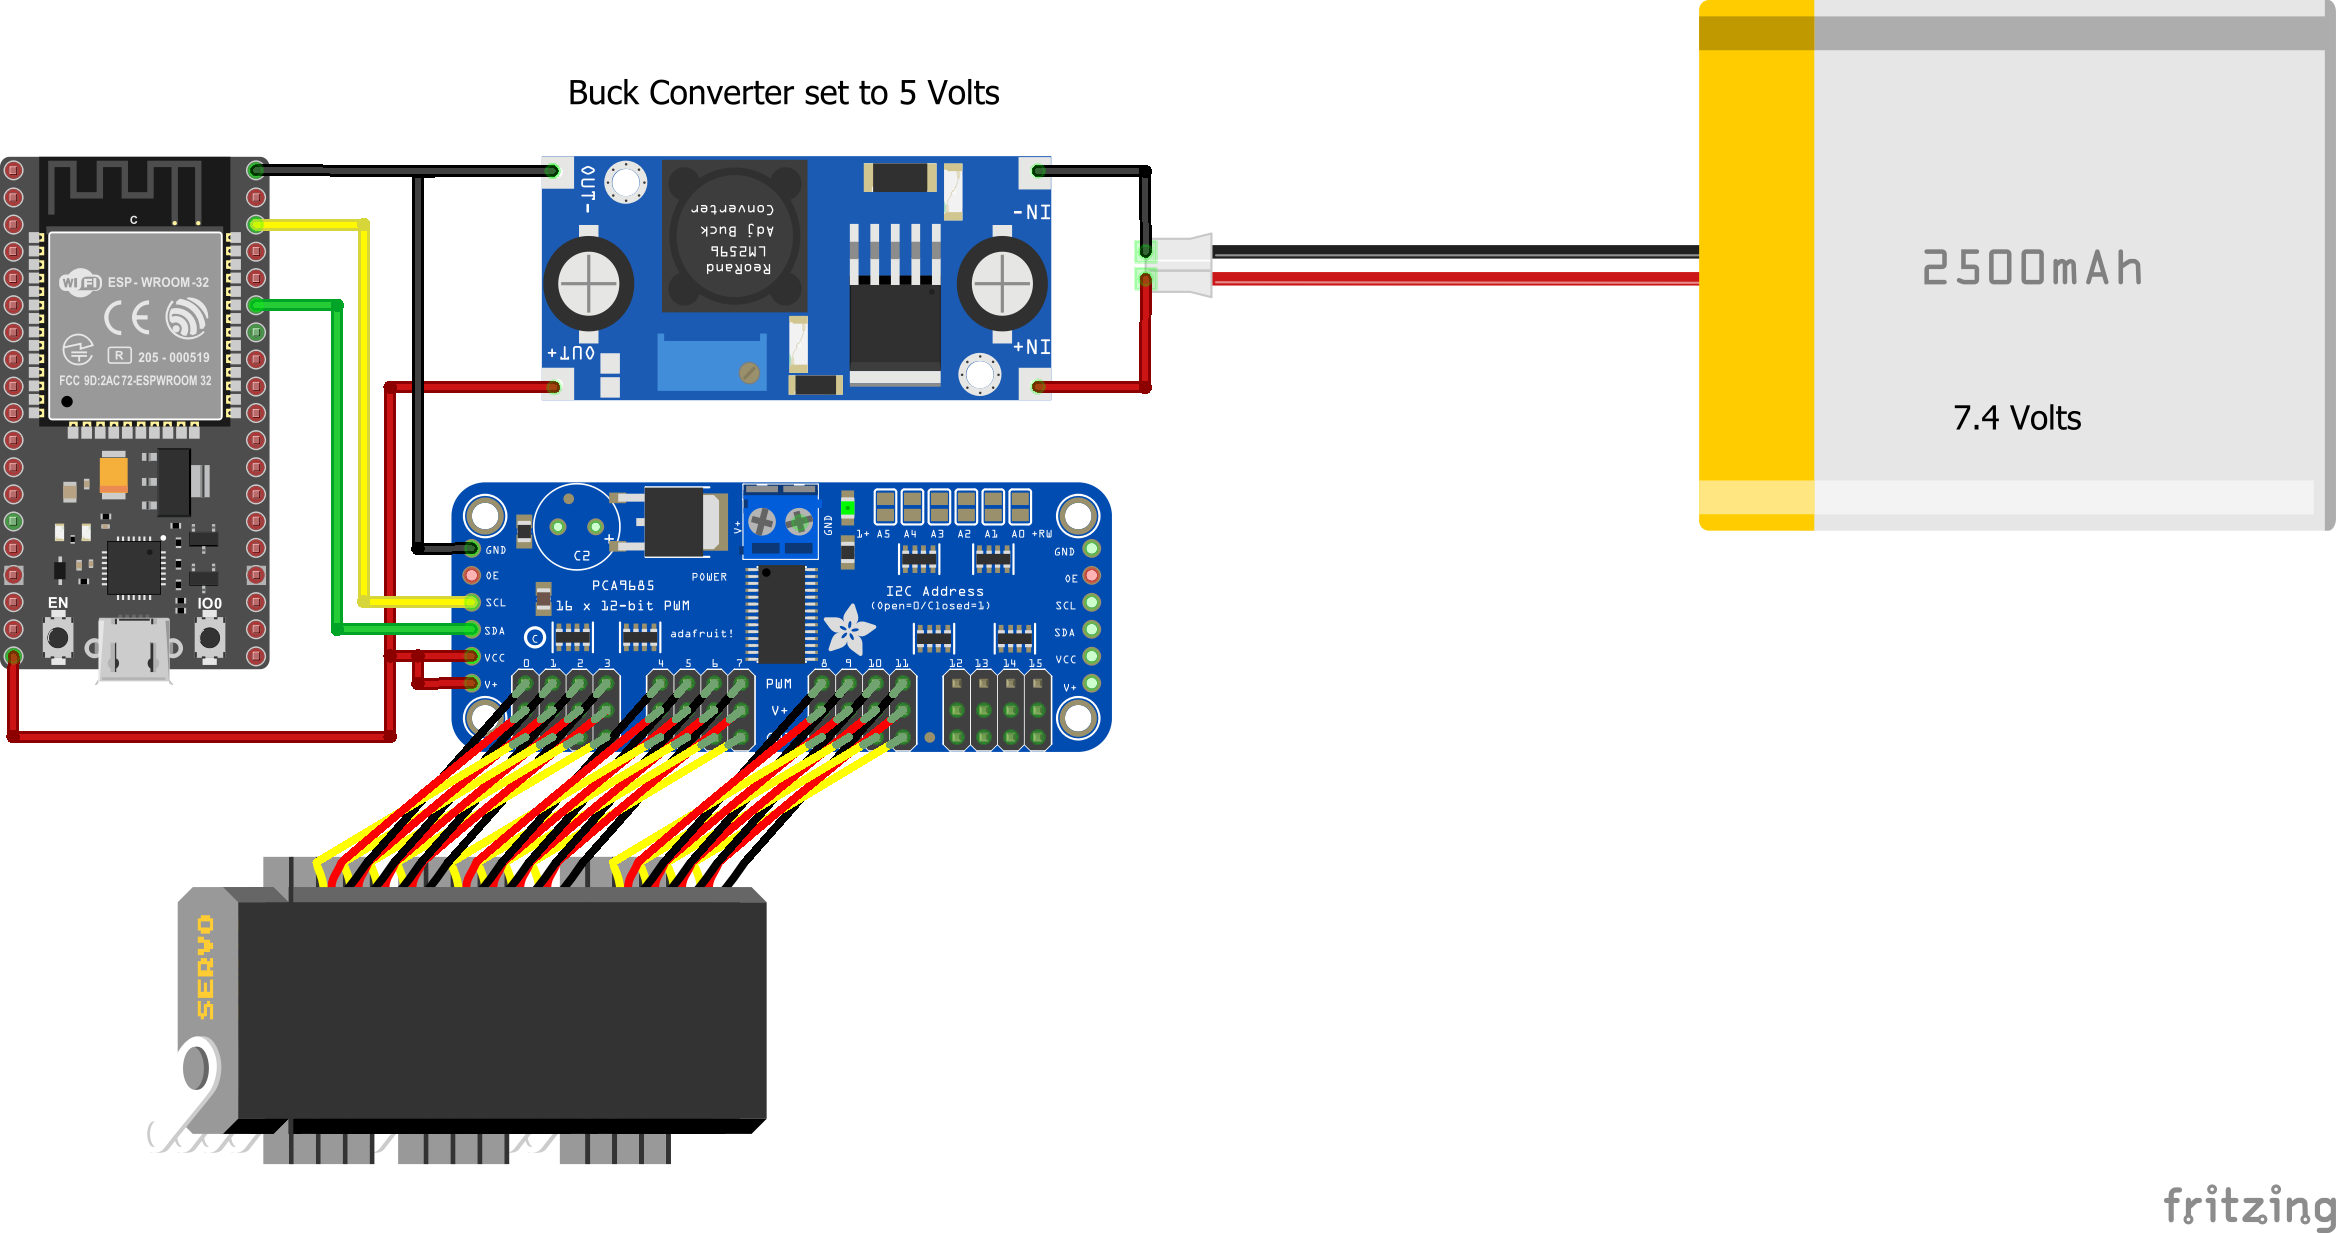 Buck Converter set to 5 Volts
C
WiFi ESP-WROOM-32
CE
R 205-000519
FCC 9D:2AC72-ESPWROOM 32
EN
IO0
OUT-
OUT+
ReoRand
LM2596
Adj Buck
Converter
IN-
IN+
2500mAh
7.4 Volts
GND
OE
SCL
SDA
VCC
V+
C2
+
PCA9685
16 x 12-bit PWM
POWER
adafruit!
C
V+
GND
1+ A5 A4 A3 A2 A1 A0 +RW
I2C Address
(Open=0/Closed=1)
GND
OE
SCL
SDA
VCC
V+
0 1 2 3 4 5 6 7 8 9 10 11 12 13 14 15
PWM
V+
SERVO
fritzing